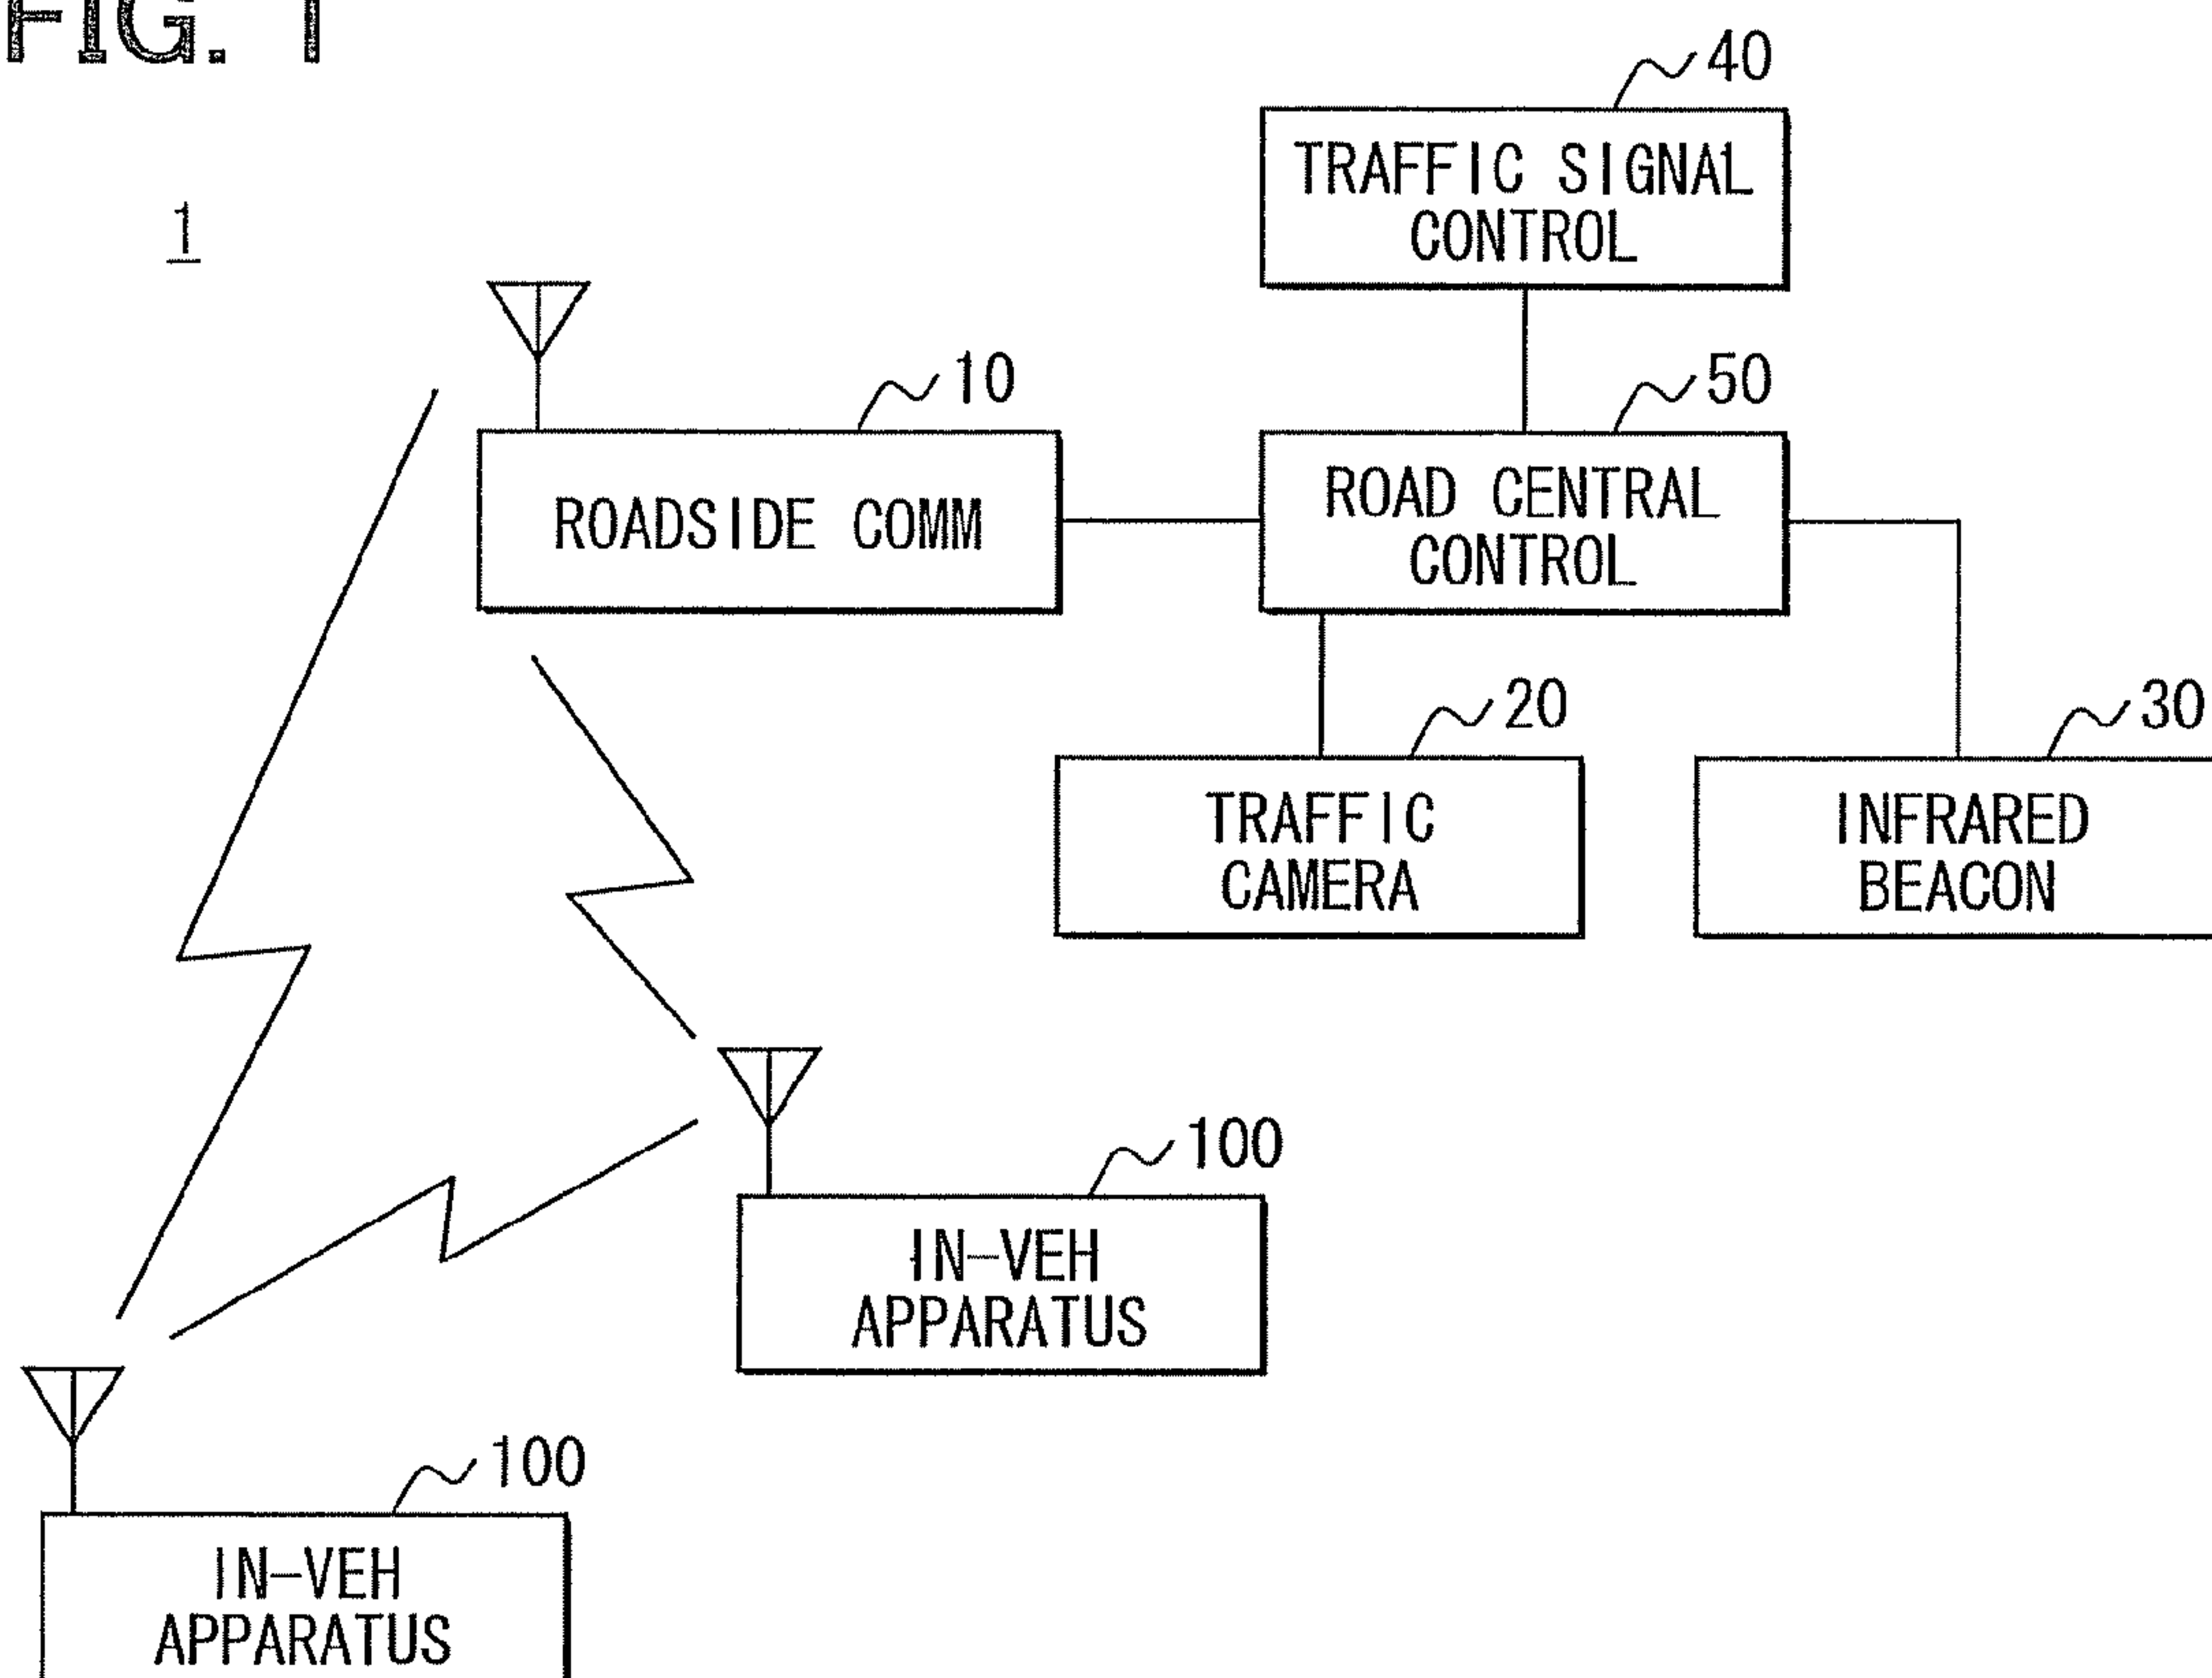 FIG. 1
40
TRAFFIC SIGNAL
CONTROL
1
10
50
ROADSIDE COMM
ROAD CENTRAL
CONTROL
20
30
TRAFFIC
CAMERA
INFRARED
BEACON
100
IN-VEH
APPARATUS
100
IN-VEH
APPARATUS